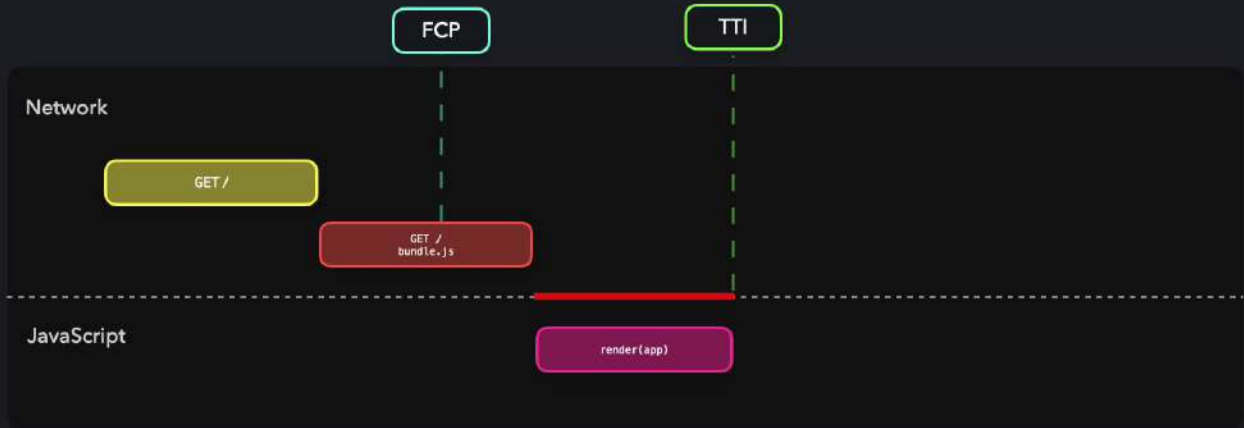 FCP
TTI
Network
GET /
GET /
bundle.js
JavaScript
render(app)